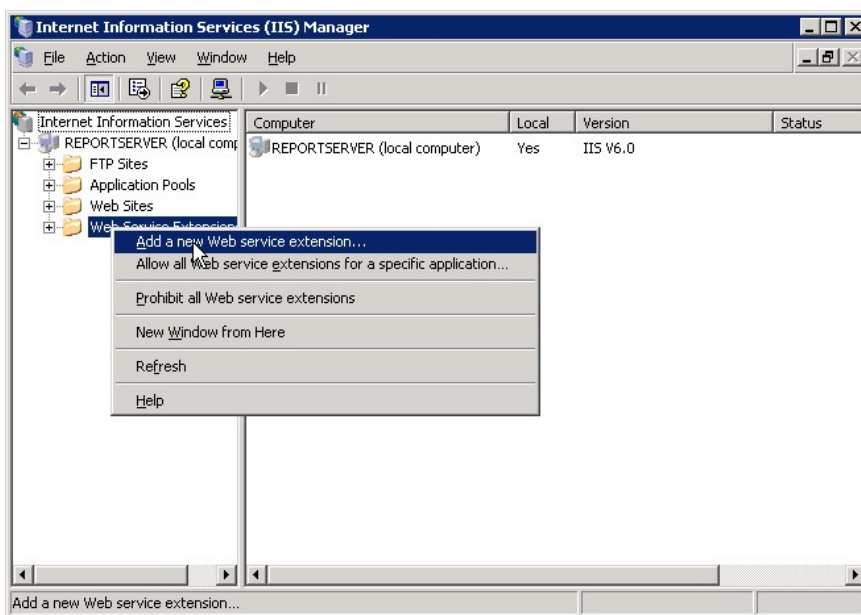 Internet Information Services (IIS) Manager
File Action View Window Help
Internet Information Services
Computer Local Version Status
REPORTSERVER (local comp
REPORTSERVER (local computer) Yes IIS V6.0
FTP Sites
Application Pools
Web Sites
Web Service Extension
Add a new Web service extension...
Allow all Web service extensions for a specific application...
Prohibit all Web service extensions
New Window from Here
Refresh
Help
Add a new Web service extension...